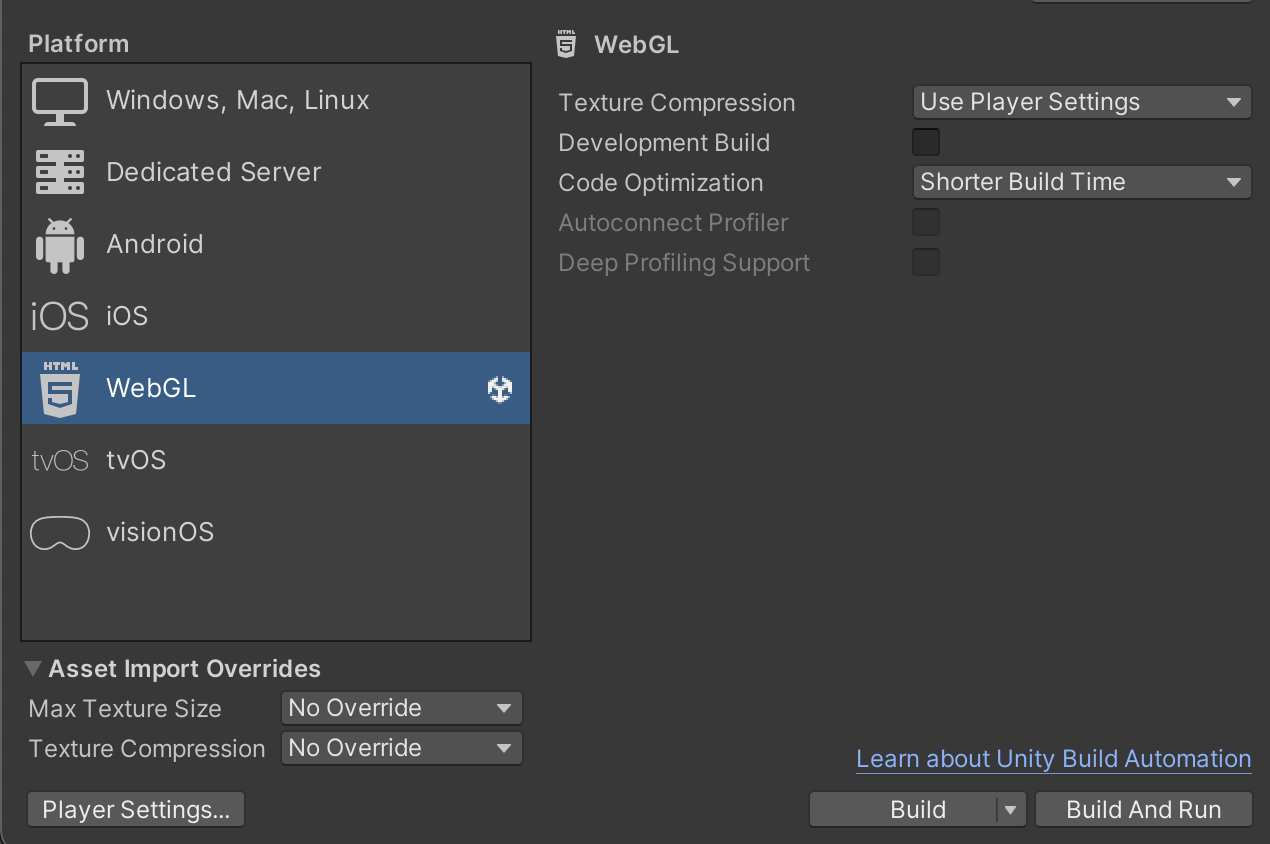 Platform
Windows, Mac, Linux
Dedicated Server
Android
iOS iOS
HTML
5
WebGL
tvOS tvOS
visionOS
Asset Import Overrides
Max Texture Size No Override
Texture Compression No Override
Player Settings...
HTML
5
WebGL
Texture Compression Use Player Settings
Development Build
Code Optimization Shorter Build Time
Autoconnect Profiler
Deep Profiling Support
Learn about Unity Build Automation
Build Build And Run